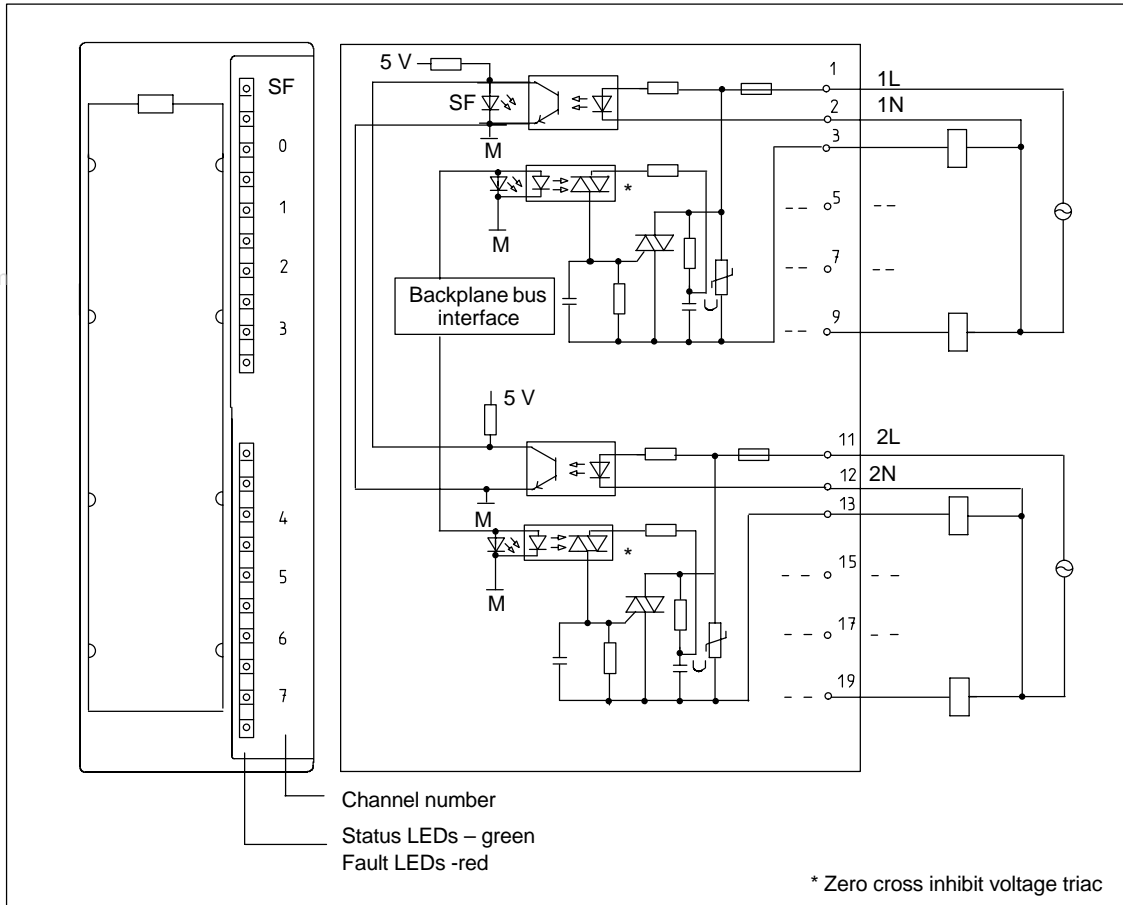 SF
0
1
2
3
4
5
6
7
5 V
SF
M
1
1L
2
1N
3
*
M
5
7
9
Backplane bus
interface
5 V
11
2L
12
2N
13
M
*
M
15
17
19
Channel number
Status LEDs – green
Fault LEDs -red
* Zero cross inhibit voltage triac